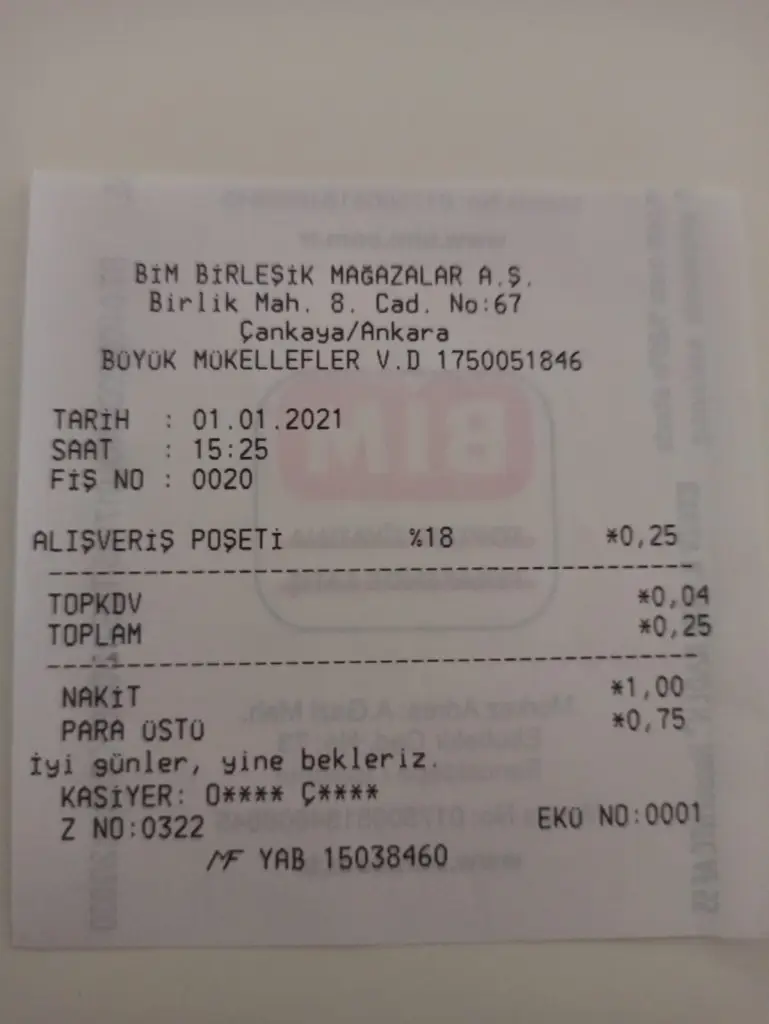 BİM BİRLEŞİK MAĞAZALAR A.Ş.
Birlik Mah. 8. Cad. No:67
Çankaya/Ankara
BÜYÜK MÜKELLEFLER V.D 1750051846
TARİH : 01.01.2021
SAAT : 15:25
FİŞ NO : 0020
ALIŞVERİŞ POŞETİ %18 *0,25
TOPKDV *0,04
TOPLAM *0,25
NAKİT *1,00
PARA ÜSTÜ *0,75
İyi günler, yine bekleriz.
KASİYER: O**** Ç****
Z NO:0322 EKÜ NO:0001
MF YAB 15038460
BİM